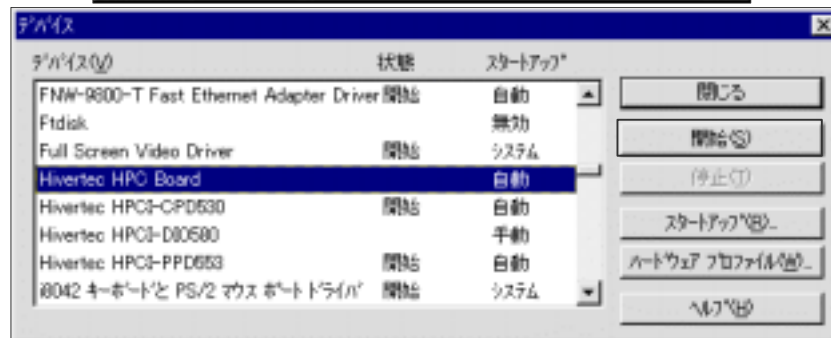 デバイス
デバイス(V) 状態 スタートアップ
FNW-9800-T Fast Ethernet Adapter Driver 開始 自動
Ftdisk 無効
Full Screen Video Driver 開始 システム
Hivertec HPC Board 自動
Hivertec HPCI-CPD530 開始 自動
Hivertec HPCI-DIO580 手動
Hivertec HPCI-PPD553 開始 自動
i8042 キーボードと PS/2 マウス ポート ドライバ 開始 システム
閉じる
開始(S)
停止(T)
スタートアップ(R)...
ハードウェア プロファイル(W)...
ヘルプ(H)